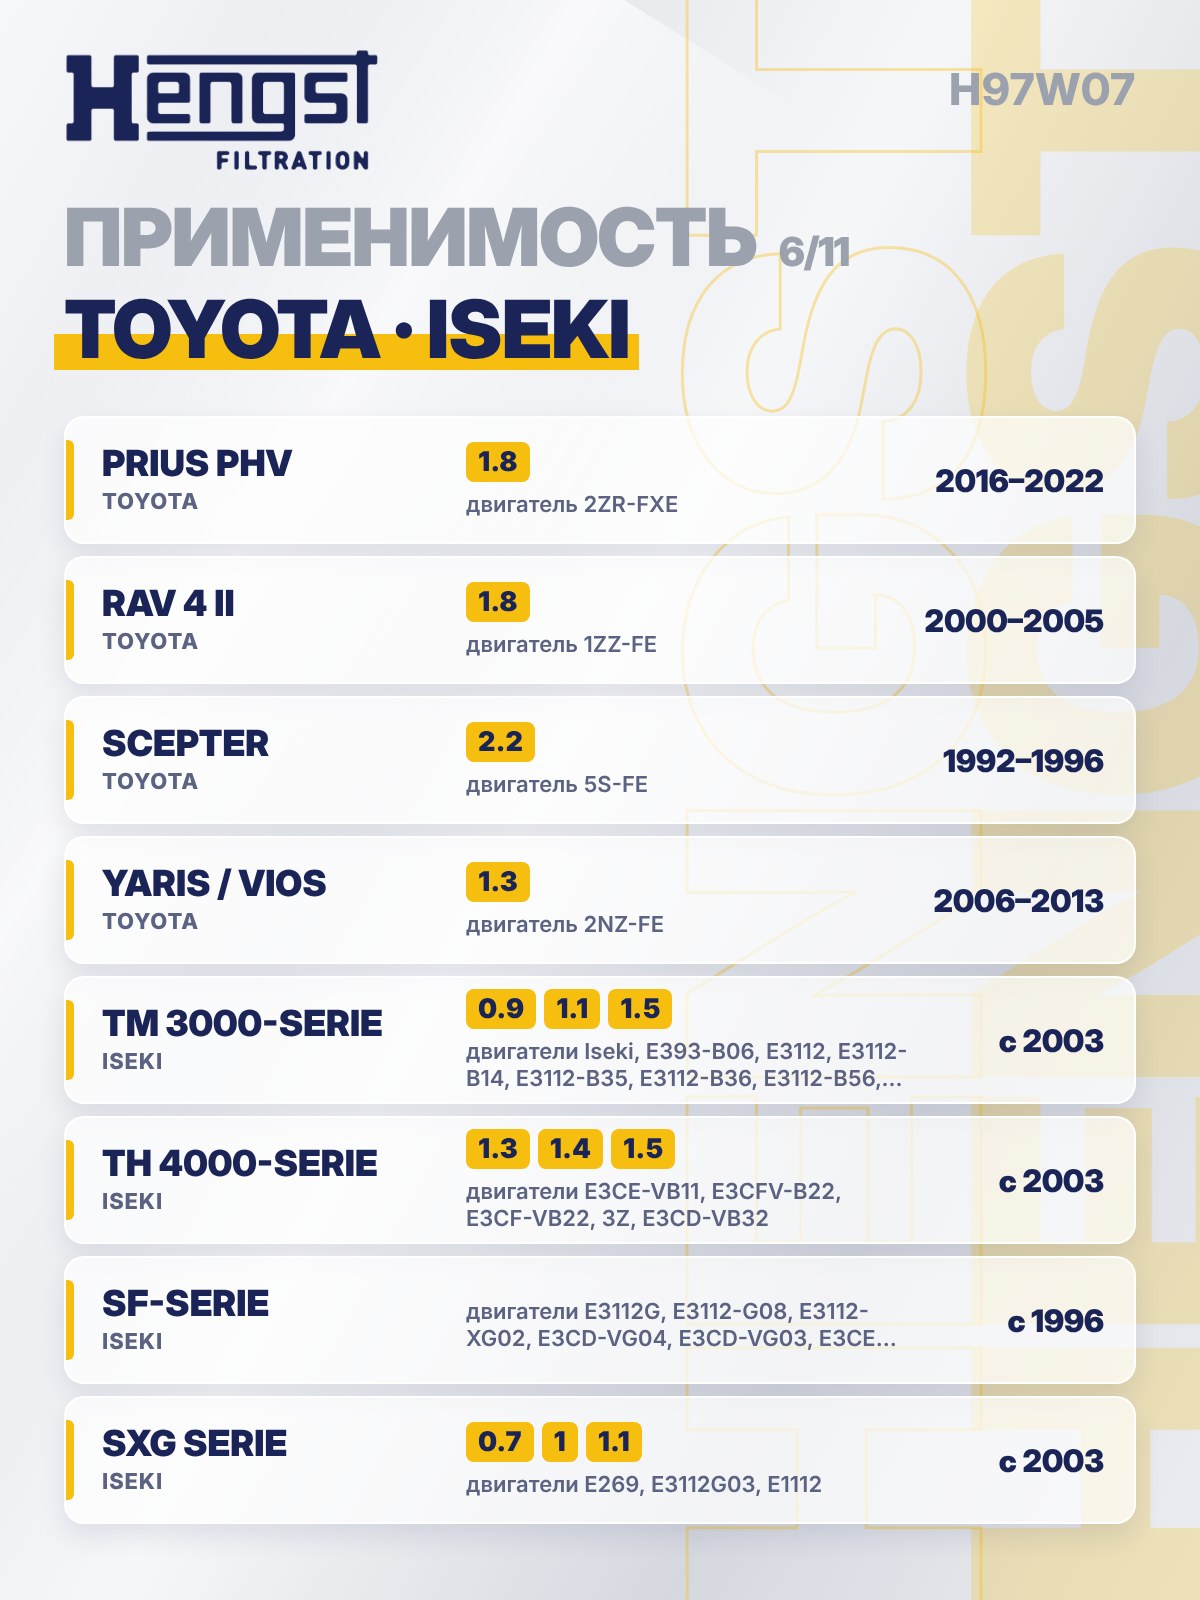 Hengst
FILTRATION
H97W07
ПРИМЕНИМОСТЬ 6/11
TOYOTA · ISEKI
PRIUS PHV
TOYOTA
1.8
двигатель 2ZR-FXE
2016–2022
RAV 4 II
TOYOTA
1.8
двигатель 1ZZ-FE
2000–2005
SCEPTER
TOYOTA
2.2
двигатель 5S-FE
1992–1996
YARIS / VIOS
TOYOTA
1.3
двигатель 2NZ-FE
2006–2013
TM 3000-SERIE
ISEKI
0.9 1.1 1.5
двигатели Iseki, E393-B06, E3112, E3112-
B14, E3112-B35, E3112-B36, E3112-B56,...
с 2003
TH 4000-SERIE
ISEKI
1.3 1.4 1.5
двигатели E3CE-VB11, E3CFV-B22,
E3CF-VB22, 3Z, E3CD-VB32
с 2003
SF-SERIE
ISEKI
двигатели E3112G, E3112-G08, E3112-
XG02, E3CD-VG04, E3CD-VG03, E3CE...
с 1996
SXG SERIE
ISEKI
0.7 1 1.1
двигатели E269, E3112G03, E1112
с 2003
HENGST
HENGST